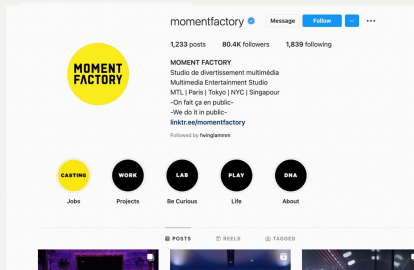 momentfactory
Message
Follow
1,233 posts 80.4K followers 1,839 following
MOMENT
FACTORY
MOMENT FACTORY
Studio de divertissement multimédia
Multimedia Entertainment Studio
MTL | Paris | Tokyo | NYC | Singapour
-On fait ça en public-
-We do it in public-
linktr.ee/momentfactory
Followed by fwinglammm
CASTING WORK LAB PLAY DNA
Jobs Projects Be Curious Life About
POSTS REELS TAGGED